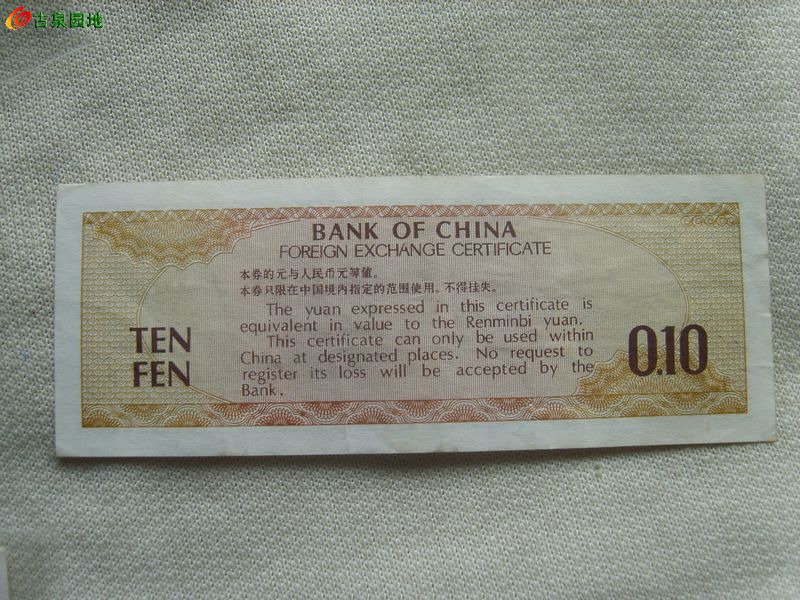 古泉园地
BANK OF CHINA
FOREIGN EXCHANGE CERTIFICATE
本券的元与人民币元等值。
本券只限在中国境内指定的范围使用。不得挂失。
The yuan expressed in this certificate is
equivalent in value to the Renminbi yuan.
This certificate can only be used within
China at designated places. No request to
register its loss will be accepted by the
Bank.
TEN
FEN
0.10